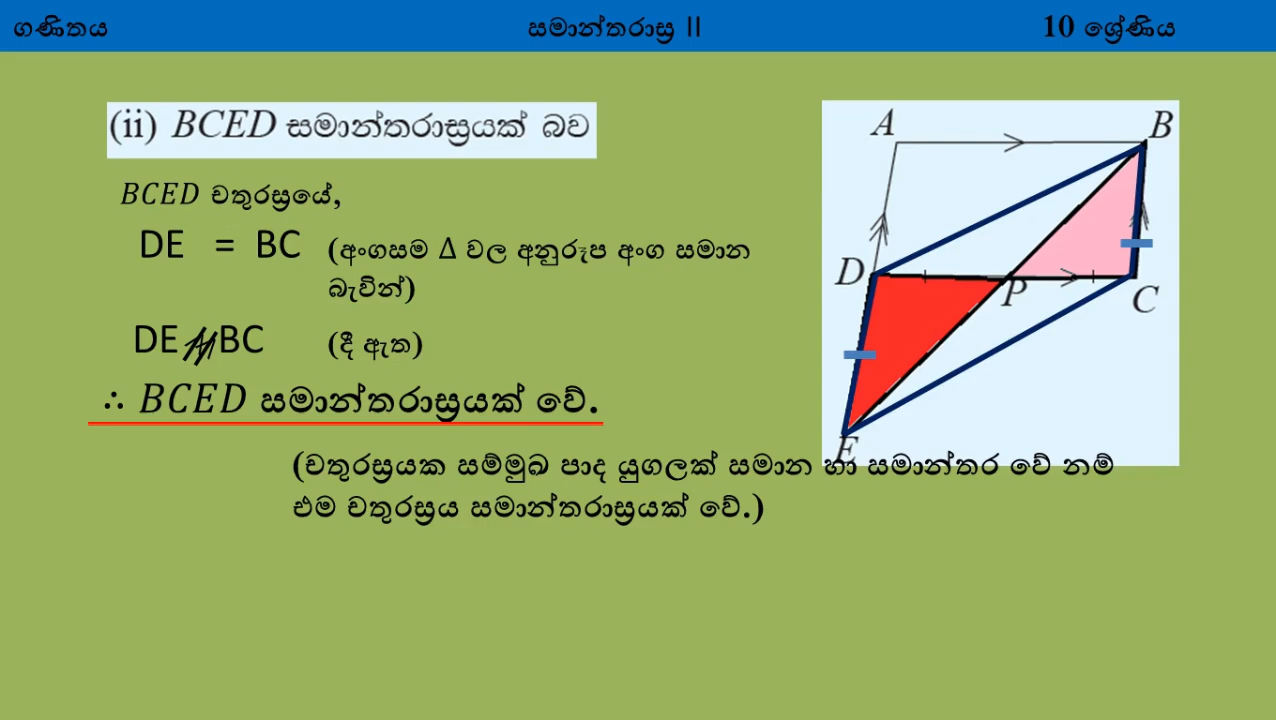 ගණිතය සමාන්තරාස්‍ර II 10 ශ්‍රේණිය
(ii) BCED සමාන්තරාස්‍රයක් බව
BCED චතුරස්‍රයේ,
DE = BC (අංගසම Δ වල අනුරූප අංග සමාන
බැවින්)
DE // BC (දී ඇත)
∴ BCED සමාන්තරාස්‍රයක් වේ.
(චතුරස්‍රයක සම්මුඛ පාද යුගලක් සමාන හා සමාන්තර වේ නම්
එම චතුරස්‍රය සමාන්තරාස්‍රයක් වේ.)
A B
D P C
E